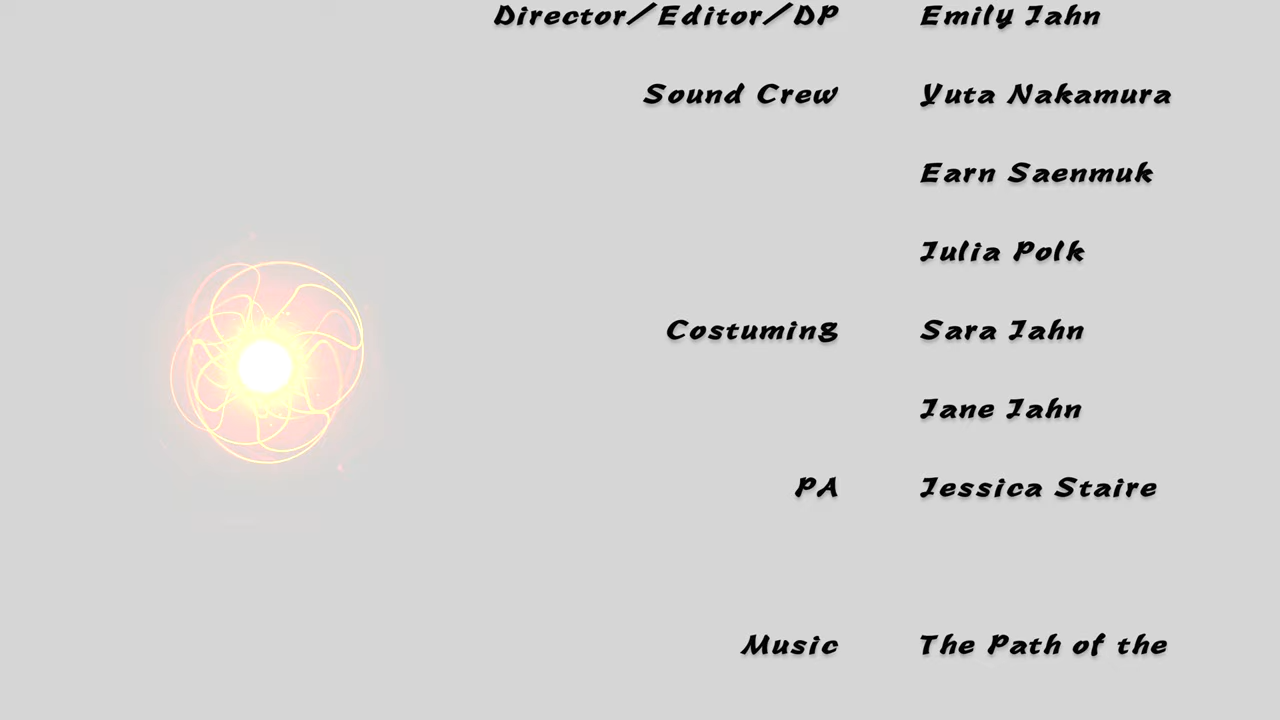 Director/Editor/DP Emily Jahn
Sound Crew Yuta Nakamura
Earn Saenmuk
Julia Polk
Costuming Sara Jahn
Jane Jahn
PA Jessica Staire
Music The Path of the